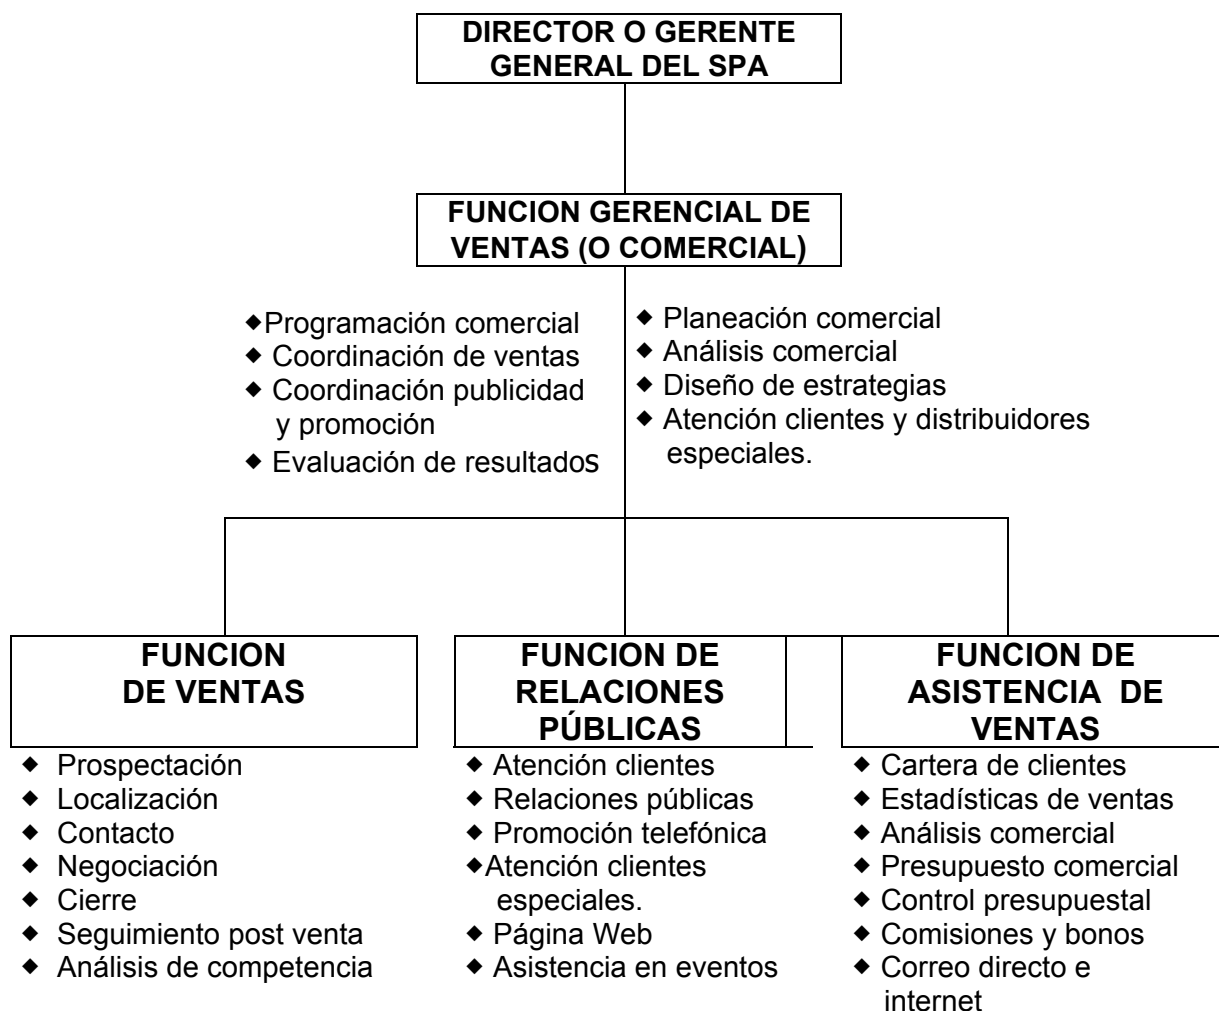 DIRECTOR O GERENTE
GENERAL DEL SPA
FUNCION GERENCIAL DE
VENTAS (O COMERCIAL)
◆Programación comercial
◆ Coordinación de ventas
◆ Coordinación publicidad
y promoción
◆ Evaluación de resultados
◆ Planeación comercial
◆ Análisis comercial
◆ Diseño de estrategias
◆ Atención clientes y distribuidores
especiales.
FUNCION
DE VENTAS
◆ Prospectación
◆ Localización
◆ Contacto
◆ Negociación
◆ Cierre
◆ Seguimiento post venta
◆ Análisis de competencia
FUNCION DE
RELACIONES
PÚBLICAS
◆ Atención clientes
◆ Relaciones públicas
◆ Promoción telefónica
◆Atención clientes
especiales.
◆ Página Web
◆ Asistencia en eventos
FUNCION DE
ASISTENCIA DE
VENTAS
◆ Cartera de clientes
◆ Estadísticas de ventas
◆ Análisis comercial
◆ Presupuesto comercial
◆ Control presupuestal
◆ Comisiones y bonos
◆ Correo directo e
internet